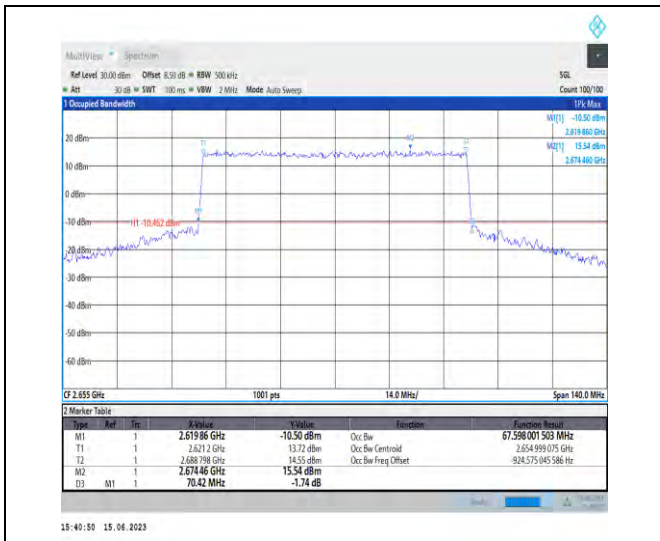 MultiView Spectrum
Ref Level 30.00 dBm Offset 8.50 dB RBW 500 kHz SGL
Att 30 dB SWT 100 ms VBW 2 MHz Mode Auto Sweep Count 100/100
1 Occupied Bandwidth 1Pk Max
M1[1] -10.50 dBm
2.619 860 GHz
M2[1] 15.54 dBm
2.674 460 GHz
20 dBm
T1
M2
T2
10 dBm
0 dBm
-10 dBm
H1 -10.462 dBm
M1
-20 dBm
-30 dBm
-40 dBm
-50 dBm
-60 dBm
CF 2.655 GHz 1001 pts 14.0 MHz/ Span 140.0 MHz
2 Marker Table
Type Ref Trc X-Value Y-Value Function Function Result
M1 1 2.619 86 GHz -10.50 dBm Occ Bw 67.598 001 503 MHz
T1 1 2.621 2 GHz 13.72 dBm Occ Bw Centroid 2.654 999 075 GHz
T2 1 2.688 798 GHz 14.55 dBm Occ Bw Freq Offset -924.575 045 586 Hz
M2 1 2.674 46 GHz 15.54 dBm
D3 M1 1 70.42 MHz -1.74 dB
15:40:50 15.06.2023